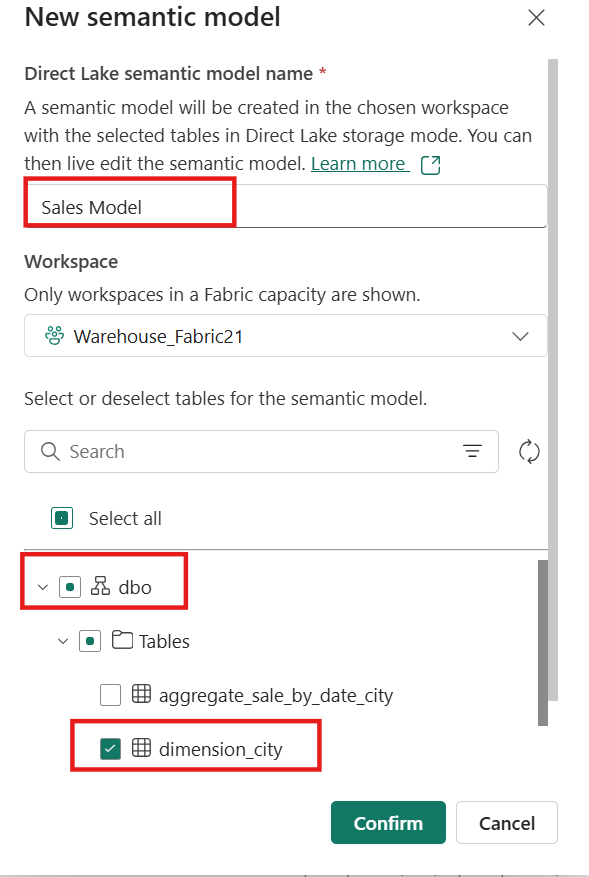 New semantic model
Direct Lake semantic model name *
A semantic model will be created in the chosen workspace
with the selected tables in Direct Lake storage mode. You can
then live edit the semantic model. Learn more
Sales Model
Workspace
Only workspaces in a Fabric capacity are shown.
Warehouse_Fabric21
Select or deselect tables for the semantic model.
Search
Select all
dbo
Tables
aggregate_sale_by_date_city
dimension_city
Confirm Cancel